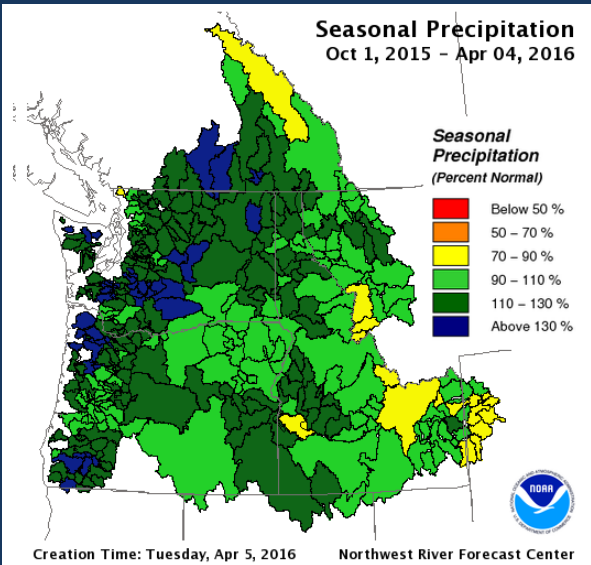 Seasonal Precipitation
Oct 1, 2015 – Apr 04, 2016
Seasonal
Precipitation
(Percent Normal)
Below 50 %
50 – 70 %
70 – 90 %
90 – 110 %
110 – 130 %
Above 130 %
NOAA
Creation Time: Tuesday, Apr 5, 2016
Northwest River Forecast Center